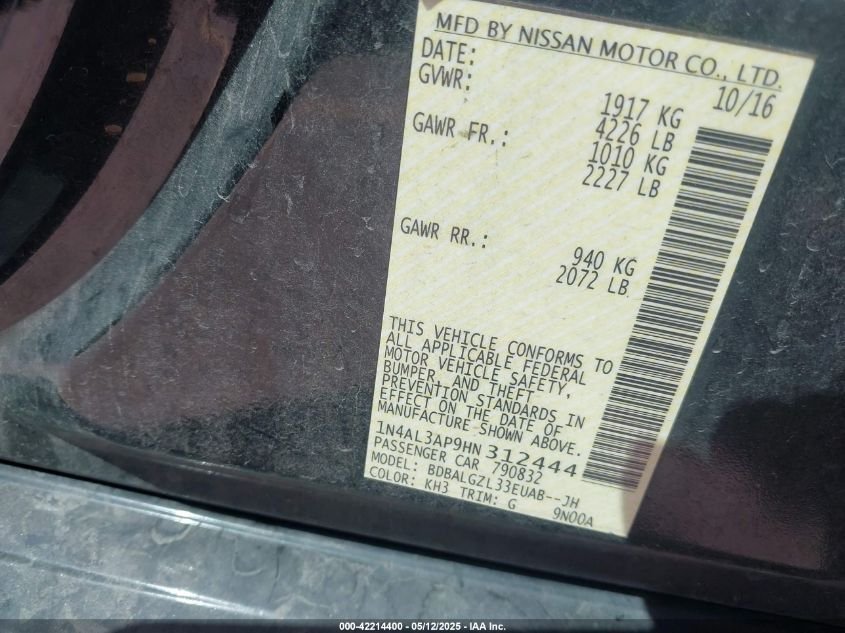 MFD BY NISSAN MOTOR CO., LTD.
DATE: 10/16
GVWR: 1917 KG
4226 LB
GAWR FR.: 1010 KG
2227 LB
GAWR RR.: 940 KG
2072 LB
THIS VEHICLE CONFORMS TO
ALL APPLICABLE FEDERAL
MOTOR VEHICLE SAFETY,
BUMPER, AND THEFT
PREVENTION STANDARDS IN
EFFECT ON THE DATE OF
MANUFACTURE SHOWN ABOVE.
1N4AL3AP9HN312444
PASSENGER CAR 790832
MODEL: BDBALGZL33EUAB--JH
COLOR: KH3 TRIM: G 9N00A
000-42214400 - 05/12/2025 - IAA Inc.